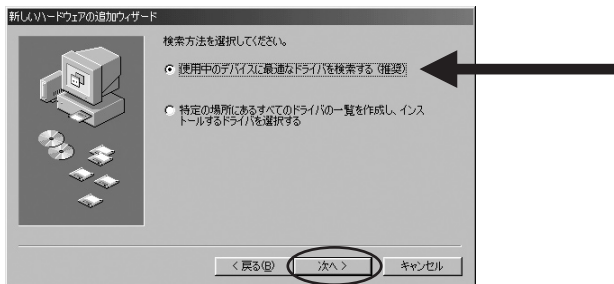 新しいハードウェアの追加ウィザード
検索方法を選択してください。
使用中のデバイスに最適なドライバを検索する (推奨)
特定の場所にあるすべてのドライバの一覧を作成し、インス
トールするドライバを選択する
< 戻る(B)
次へ >
キャンセル